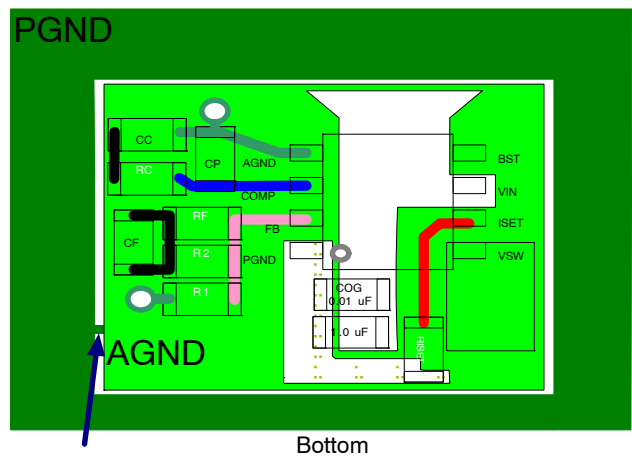 PGND
CC
CP
AGND
BST
RC
COMP
VIN
RF
FB
ISET
CF
R 2
PGND
VSW
R 1
COG
0.01 uF
1.0 uF
RISET
AGND
Bottom